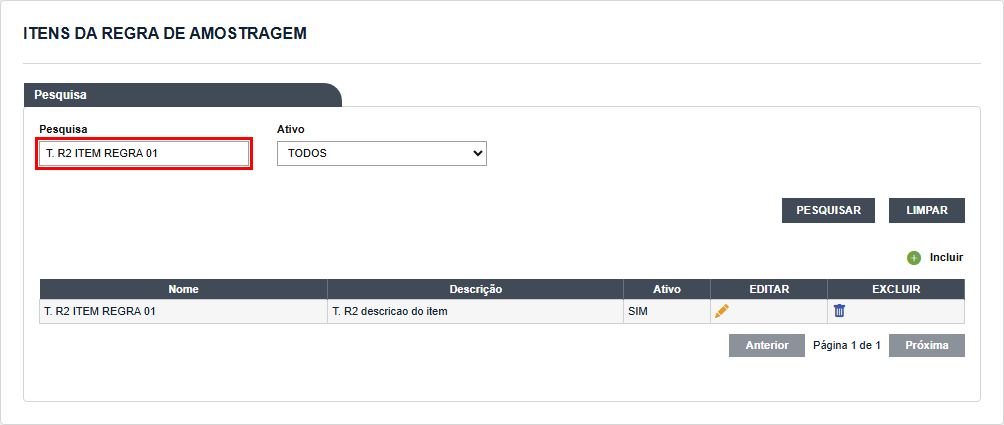 ITENS DA REGRA DE AMOSTRAGEM
Pesquisa
Pesquisa Ativo
T. R2 ITEM REGRA 01 TODOS
PESQUISAR LIMPAR
Incluir
Nome Descrição Ativo EDITAR EXCLUIR
T. R2 ITEM REGRA 01 T. R2 descricao do item SIM
Anterior Página 1 de 1 Próxima